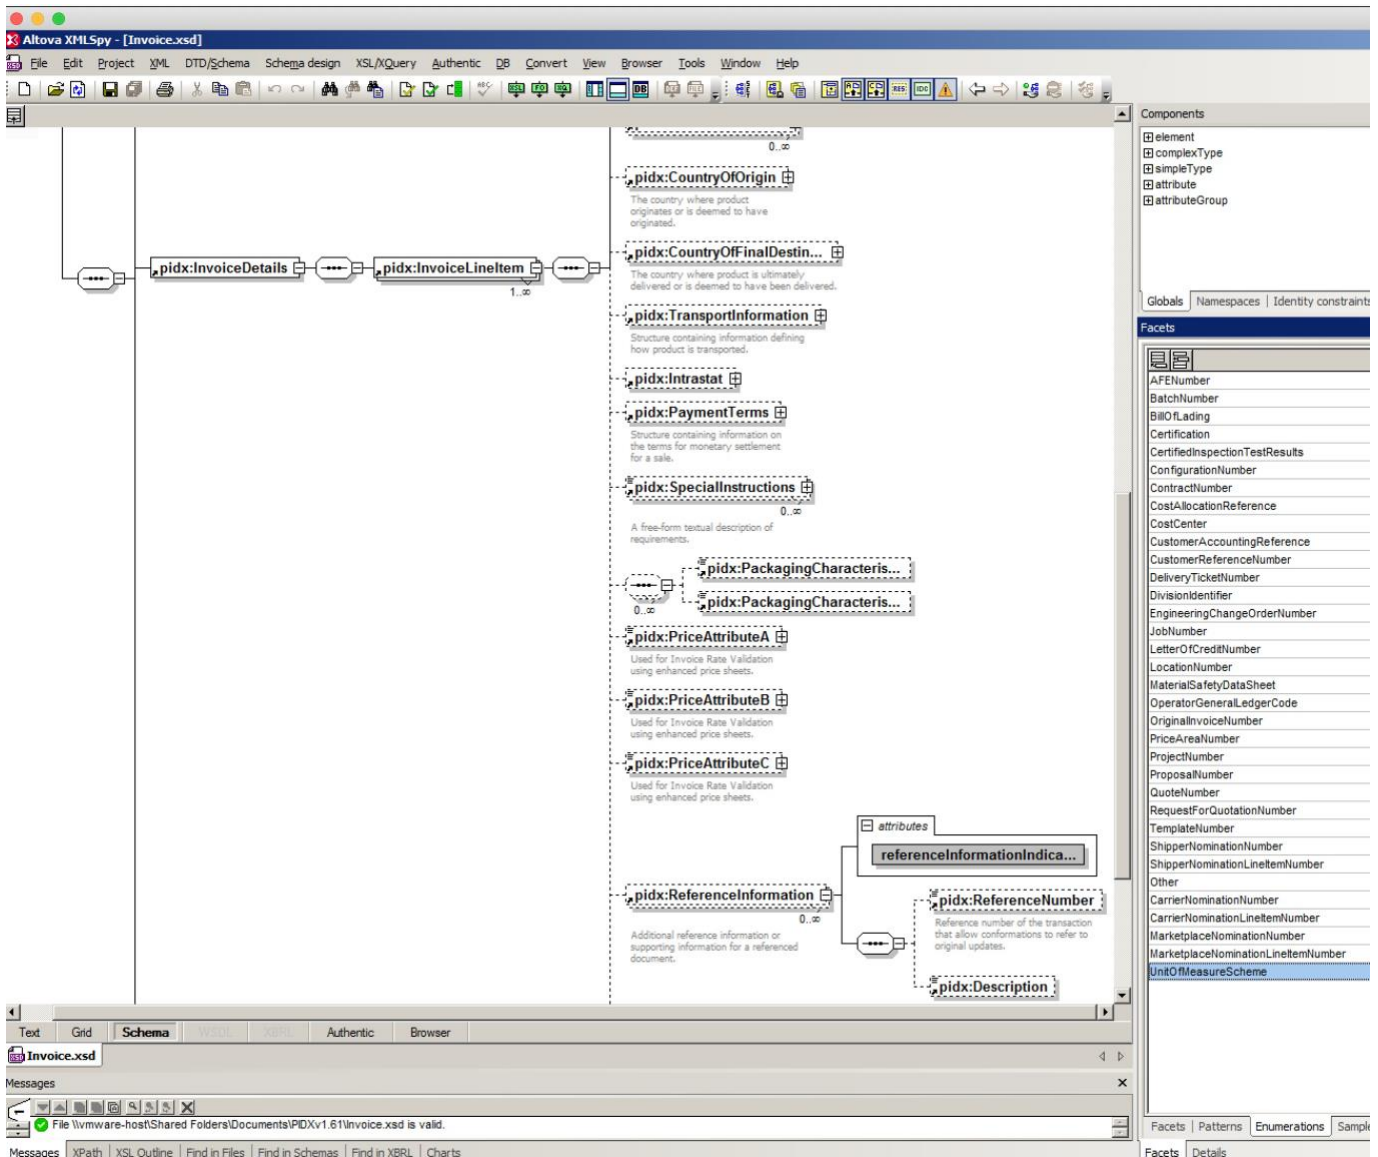 Altova XMLSpy - [Invoice.xsd]
File Edit Project XML DTD/Schema Schema design XSL/XQuery Authentic DB Convert View Browser Tools Window Help
0..∞
pidx:CountryOfOrigin
The country where product
originates or is deemed to have
originated.
pidx:CountryOfFinalDestin...
The country where product is ultimately
delivered or is deemed to have been delivered.
pidx:InvoiceDetails
pidx:InvoiceLineItem
1..∞
pidx:TransportInformation
Structure containing information defining
how product is transported.
pidx:Intrastat
pidx:PaymentTerms
Structure containing information on
the terms for monetary settlement
for a sale.
pidx:SpecialInstructions
0..∞
A free-form textual description of
requirements.
pidx:PackagingCharacteris...
0..∞
pidx:PackagingCharacteris...
pidx:PriceAttributeA
Used for Invoice Rate Validation
using enhanced price sheets.
pidx:PriceAttributeB
Used for Invoice Rate Validation
using enhanced price sheets.
pidx:PriceAttributeC
Used for Invoice Rate Validation
using enhanced price sheets.
attributes
referenceInformationIndica...
pidx:ReferenceInformation
0..∞
Additional reference information or
supporting information for a referenced
document.
pidx:ReferenceNumber
Reference number of the transaction
that allow conformations to refer to
original updates.
pidx:Description
Text Grid Schema WSDL XBRL Authentic Browser
Invoice.xsd
Messages
File \\vmware-host\Shared Folders\Documents\PIDXv1.61\Invoice.xsd is valid.
Messages XPath XSL Outline Find in Files Find in Schemas Find in XBRL Charts
Components
element
complexType
simpleType
attribute
attributeGroup
Globals Namespaces Identity constraints
Facets
AFENumber
BatchNumber
BillOfLading
Certification
CertifiedInspectionTestResults
ConfigurationNumber
ContractNumber
CostAllocationReference
CostCenter
CustomerAccountingReference
CustomerReferenceNumber
DeliveryTicketNumber
DivisionIdentifier
EngineeringChangeOrderNumber
JobNumber
LetterOfCreditNumber
LocationNumber
MaterialSafetyDataSheet
OperatorGeneralLedgerCode
OriginalInvoiceNumber
PriceAreaNumber
ProjectNumber
ProposalNumber
QuoteNumber
RequestForQuotationNumber
TemplateNumber
ShipperNominationNumber
ShipperNominationLineItemNumber
Other
CarrierNominationNumber
CarrierNominationLineItemNumber
MarketplaceNominationNumber
MarketplaceNominationLineItemNumber
UnitOfMeasureScheme
Facets Patterns Enumerations Sample
Facets Details